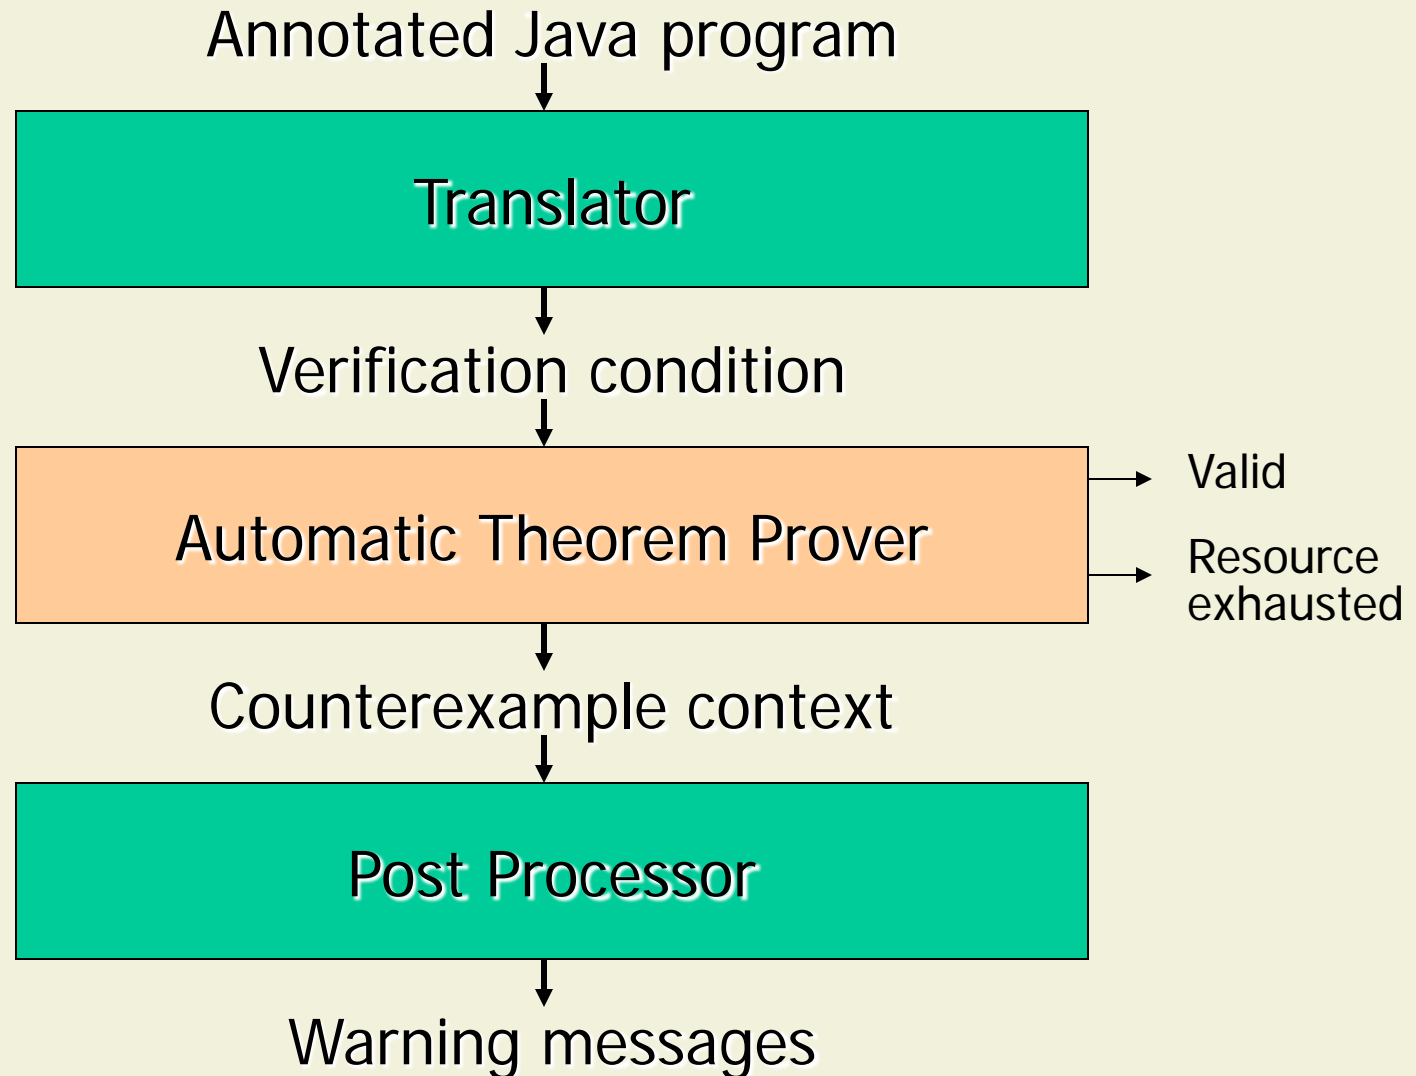 Annotated Java program
Translator
Verification condition
Automatic Theorem Prover
Valid
Resource
exhausted
Counterexample context
Post Processor
Warning messages